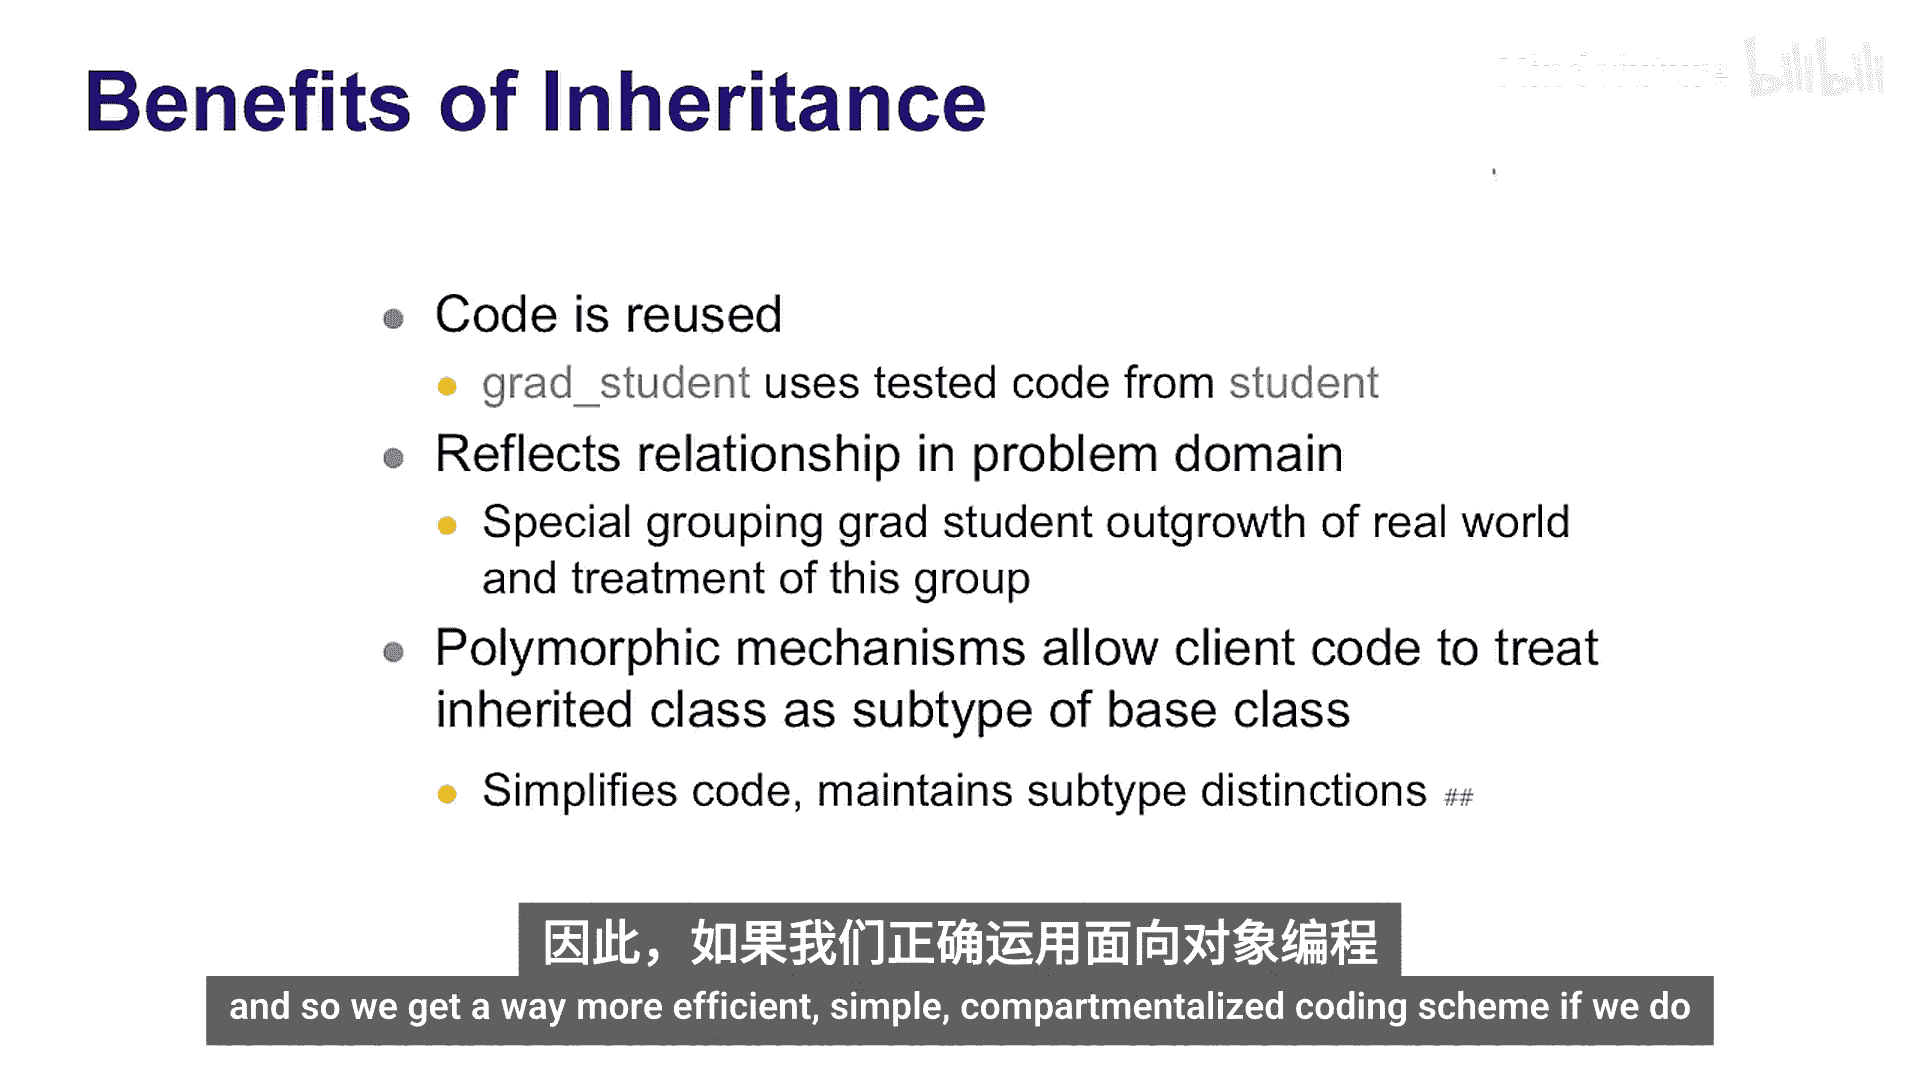 Benefits of Inheritance
bilibili
Code is reused
grad_student uses tested code from student
Reflects relationship in problem domain
Special grouping grad student outgrowth of real world
and treatment of this group
Polymorphic mechanisms allow client code to treat
inherited class as subtype of base class
Simplifies code, maintains subtype distinctions ##
因此，如果我们正确运用面向对象编程
and so we get a way more efficient, simple, compartmentalized coding scheme if we do